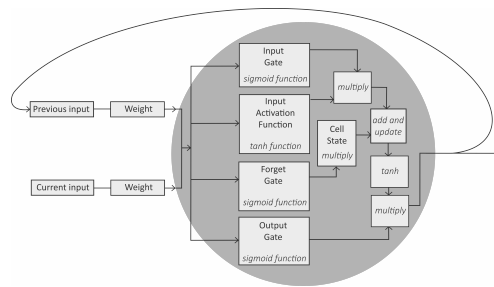 Input
Gate
sigmoid function
multiply
Previous input
Weight
Input
Activation
Function
tanh function
add and
update
Cell
State
multiply
Forget
Gate
sigmoid function
tanh
Current input
Weight
multiply
Output
Gate
sigmoid function